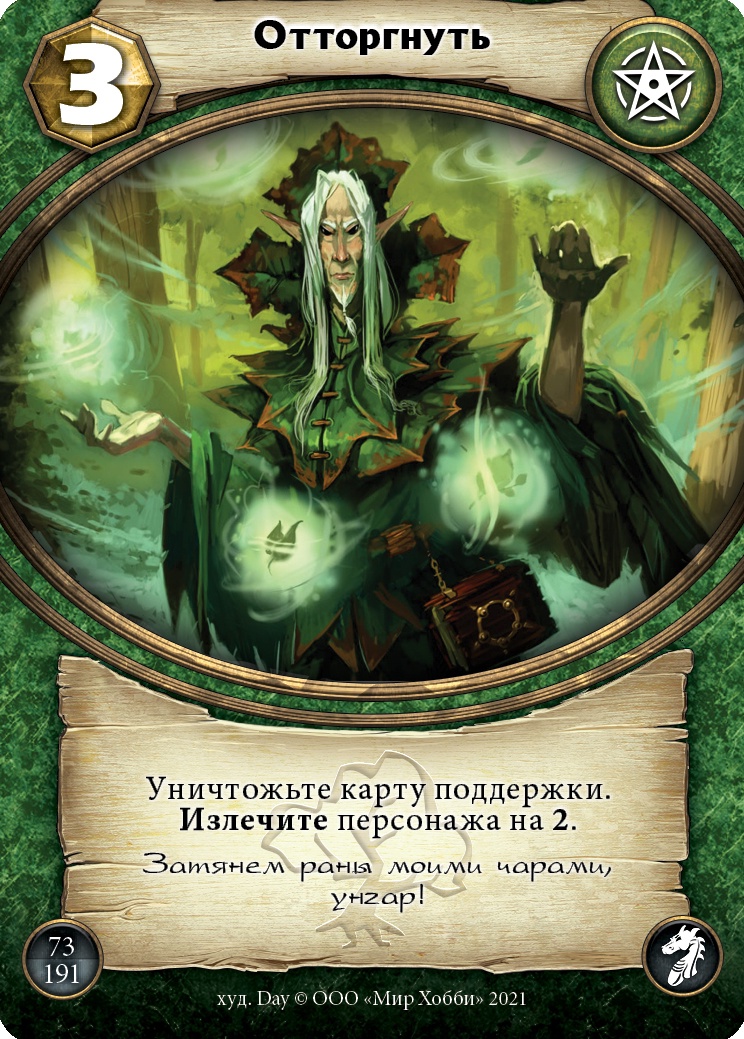 Отторгнуть
3
Уничтожьте карту поддержки.
Излечите персонажа на 2.
Затянем раны моими чарами,
унгар!
73
191
худ. Day © ООО «Мир Хобби» 2021